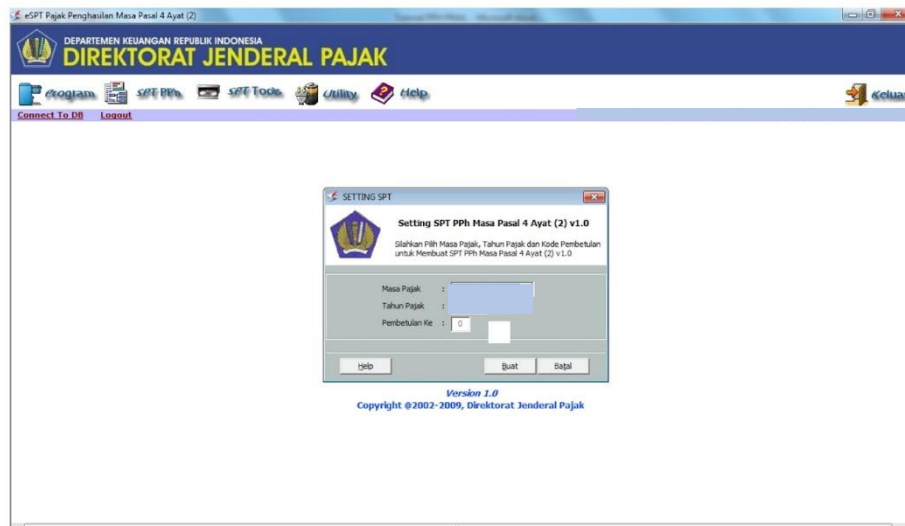 eSPT Pajak Penghasilan Masa Pasal 4 Ayat (2)
DEPARTEMEN KEUANGAN REPUBLIK INDONESIA
DIREKTORAT JENDERAL PAJAK
Program SPT PPh SPT Tools Utility Help Keluar
Connect To DB Logout
SETTING SPT
Setting SPT PPh Masa Pasal 4 Ayat (2) v1.0
Silahkan Pilih Masa Pajak, Tahun Pajak dan Kode Pembetulan
untuk Membuat SPT PPh Masa Pasal 4 Ayat (2) v1.0
Masa Pajak :
Tahun Pajak :
Pembetulan Ke : 0
Help Buat Batal
Version 1.0
Copyright @2002-2009, Direktorat Jenderal Pajak